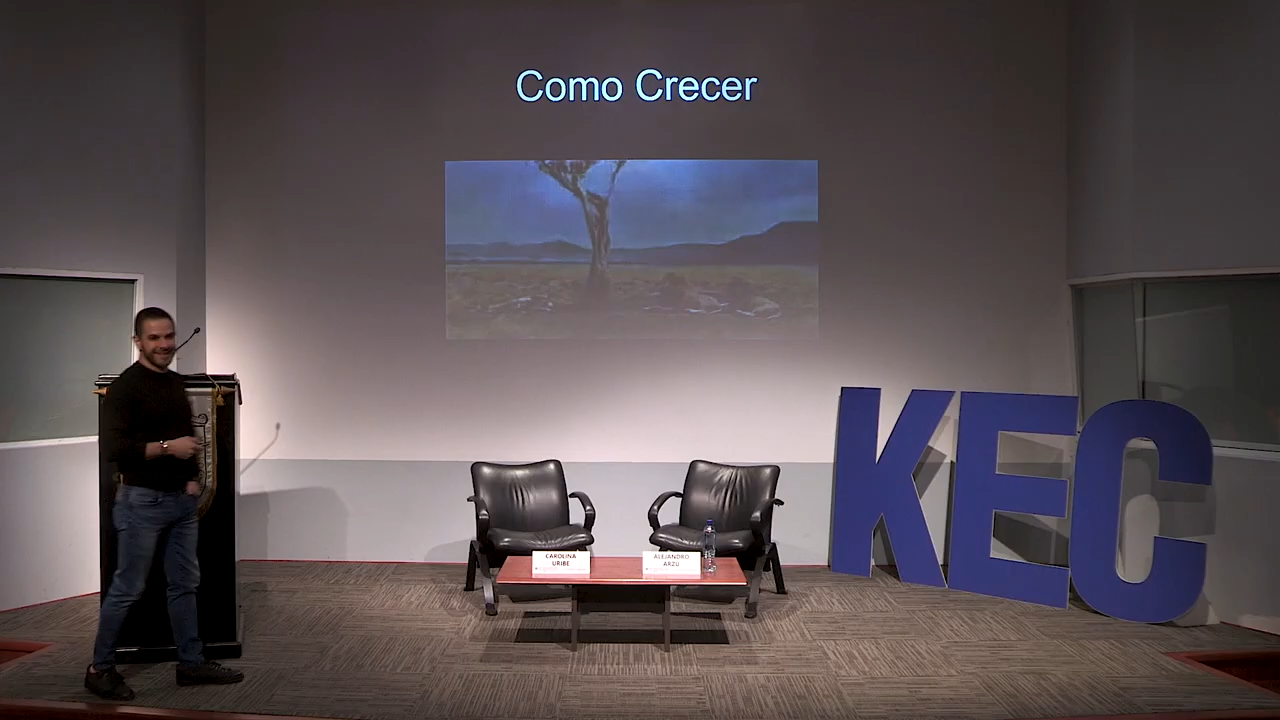 Como Crecer
KEC
CAROLINA
URIBE
ALEJANDRO
ARZÚ